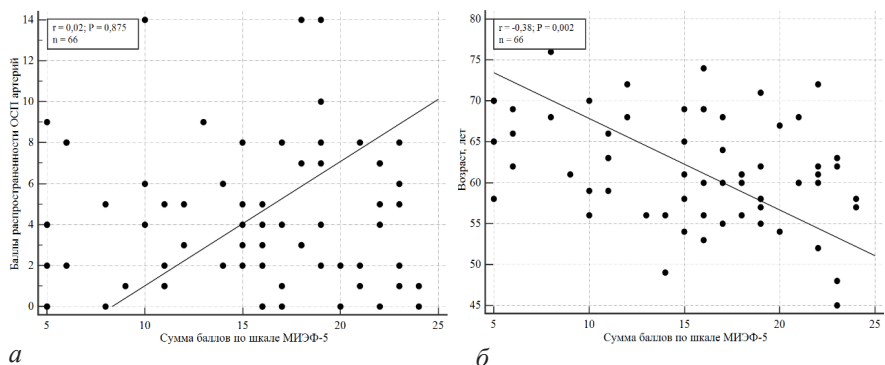 r = 0,02; P = 0,875
n = 66
Баллы распространенности ОСП артерий
14
12
10
8
6
4
2
0
5
10
15
20
25
Сумма баллов по шкале МИЭФ-5
а
r = -0,38; P = 0,002
n = 66
Возраст, лет
80
75
70
65
60
55
50
45
5
10
15
20
25
Сумма баллов по шкале МИЭФ-5
б